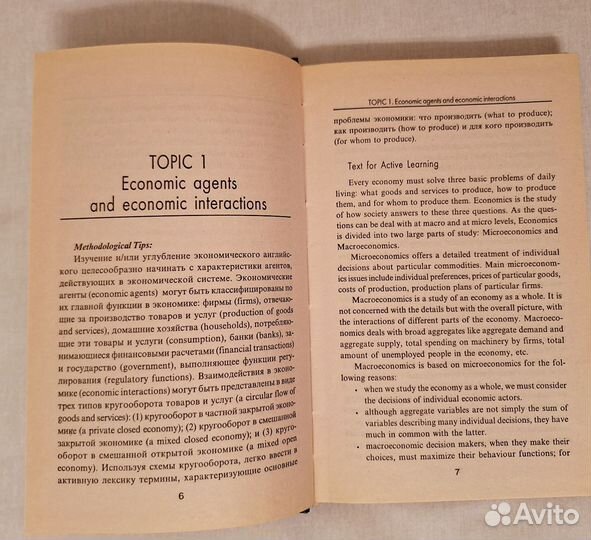 TOPIC 1
Economic agents
and economic interactions
Methodological Tips:
Изучение и/или углубление экономического английс-
кого целесообразно начинать с характеристики агентов,
действующих в экономической системе. Экономические
агенты (economic agents) могут быть классифицированы по
их главной функции в экономике: фирмы (firms), отвечаю-
щие за производство товаров и услуг (production of goods
and services), домашние хозяйства (households), потребляю-
щие эти товары и услуги (consumption), банки (banks), за-
нимающиеся финансовыми расчетами (financial transactions)
и государство (government), выполняющее функции регу-
лирования (regulatory functions). Взаимодействия в эконо-
мике (economic interactions) могут быть представлены в виде
трех типов кругооборота товаров и услуг (a circular flow of
goods and services): (1) кругооборот в частной закрытой эконо-
мике (a private closed economy); (2) кругооборот в смешанной
закрытой экономике (a mixed closed economy); и (3) круго-
оборот в смешанной открытой экономике (a mixed open
economy). Используя схемы кругооборота, легко ввести в
активную лексику термины, характеризующие основные
6
TOPIC 1. Economic agents and economic interactions
проблемы экономики: что производить (what to produce);
как производить (how to produce) и для кого производить
(for whom to produce).
Text for Active Learning
Every economy must solve three basic problems of daily
living: what goods and services to produce, how to produce
them, and for whom to produce them. Economics is the study
of how society answers to these three questions. As the ques-
tions can be deal with at macro and at micro levels, Economics
is divided into two large parts of study: Microeconomics and
Macroeconomics.
Microeconomics offers a detailed treatment of individual
decisions about particular commodities. Main microeconom-
ics issues include individual preferences, prices of particular goods,
costs of production, production plans of particular firms.
Macroeconomics is a study of an economy as a whole. It is
not concerned with the details but with the overall picture, with
the interactions of different parts of the economy. Macroeco-
nomics deals with broad aggregates like aggregate demand and
aggregate supply, total spending on machinery by firms, total
amount of unemployed people in the economy, etc.
Macroeconomics is based on microeconomics for the fol-
lowing reasons:
• when we study the economy as a whole, we must consider
the decisions of individual economic actors.
• although aggregate variables are not simply the sum of
variables describing many individual decisions, they have
much in common with the latter.
• macroeconomic decision makers, when they make their
choices, must maximize their behaviour functions; for
7
Avito